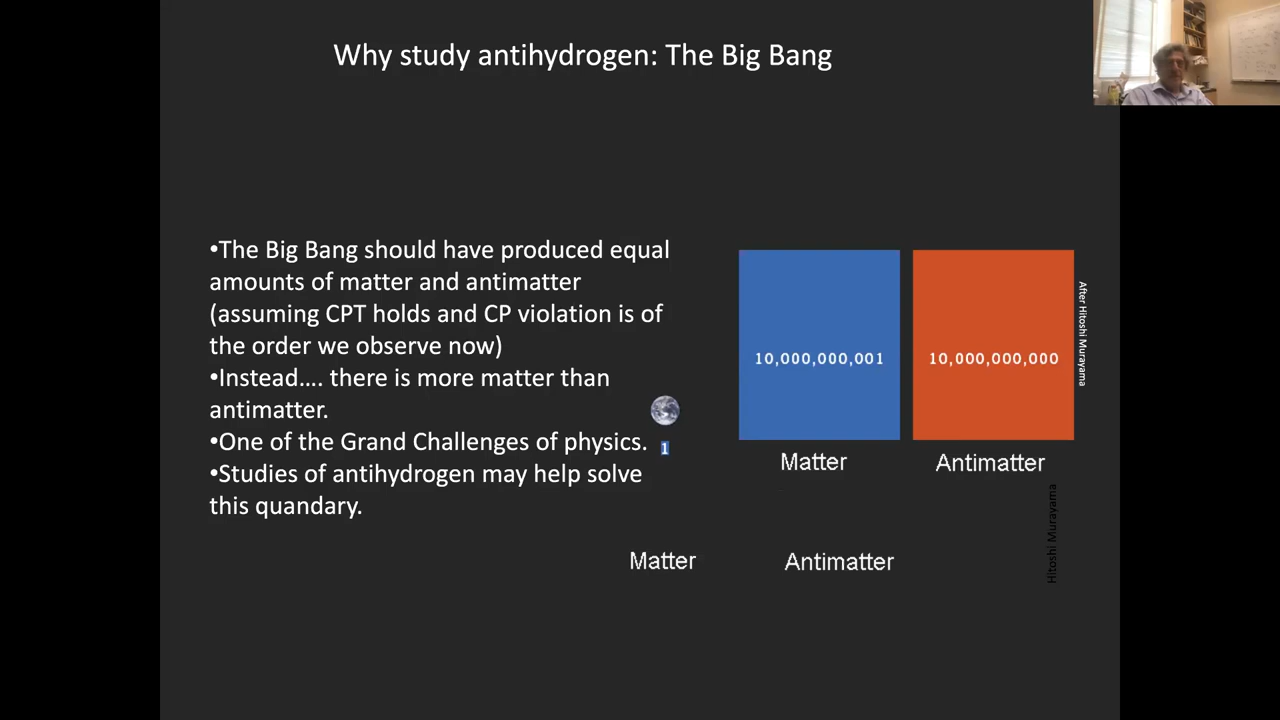 Why study antihydrogen: The Big Bang
•The Big Bang should have produced equal
amounts of matter and antimatter
(assuming CPT holds and CP violation is of
the order we observe now)
•Instead.... there is more matter than
antimatter.
•One of the Grand Challenges of physics.
•Studies of antihydrogen may help solve
this quandary.
1
10,000,000,001
10,000,000,000
Matter
Antimatter
After Hitoshi Murayama
Matter
Antimatter
Hitoshi Murayama